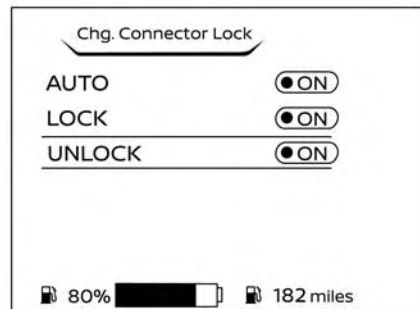 Chg. Connector Lock
AUTO ON
LOCK ON
UNLOCK ON
80% 182 miles